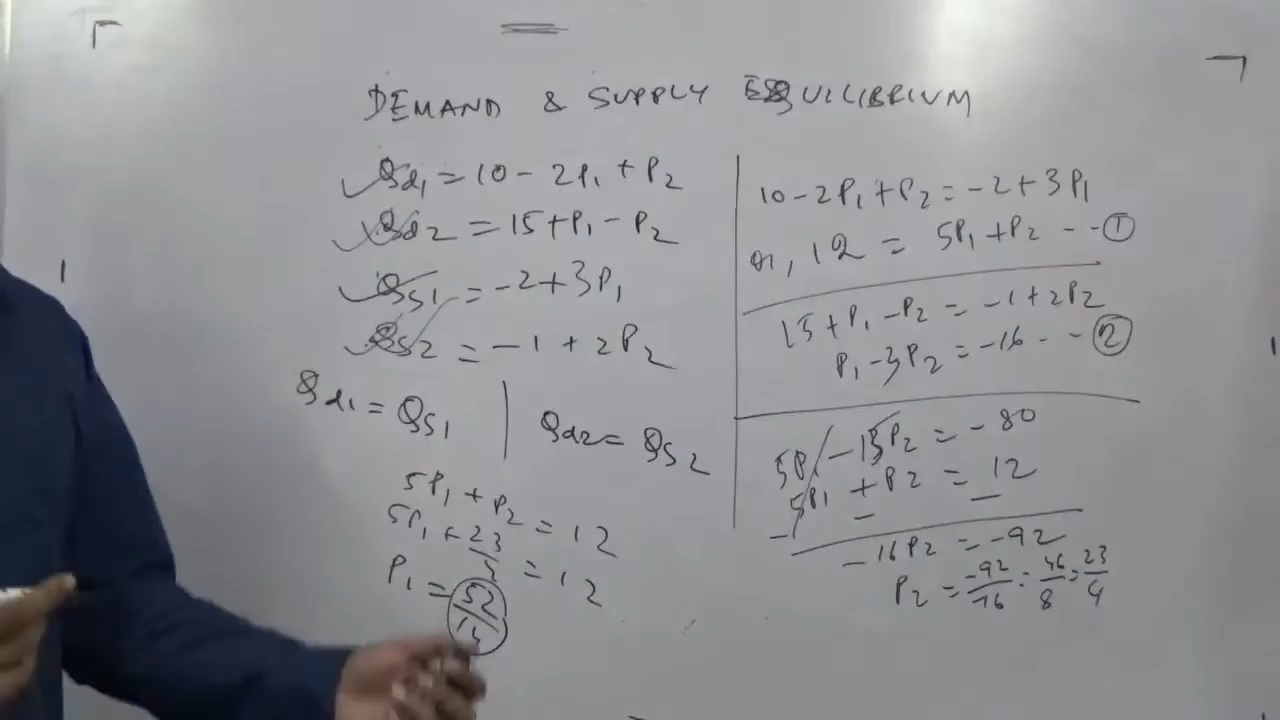 DEMAND & SUPPLY EQUILIBRIUM
Qd1 = 10 - 2P1 + P2
Qd2 = 15 + P1 - P2
Qs1 = -2 + 3P1
Qs2 = -1 + 2P2
Qd1 = Qs1 | Qd2 = Qs2
5P1 + P2 = 12
5P1 + 23/4 = 12
P1 =
10 - 2P1 + P2 = -2 + 3P1
or, 12 = 5P1 + P2 -- ①
15 + P1 - P2 = -1 + 2P2
P1 - 3P2 = -16 -- ②
5P1 - 15P2 = -80
5P1 + P2 = 12
- - -
-16P2 = -92
P2 = -92/-16 = 46/8 = 23/4